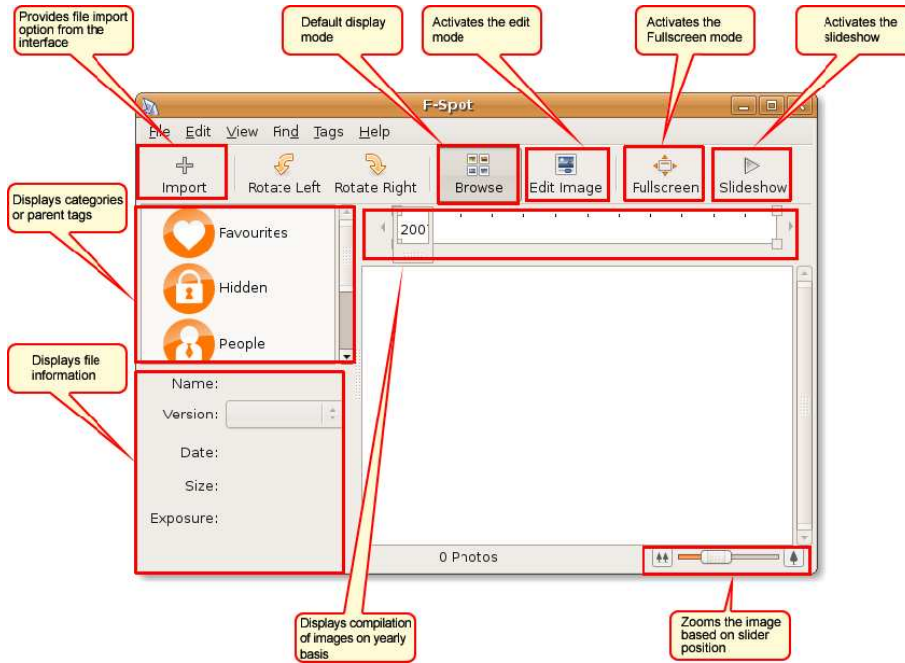 Provides file import
option from the
interface
Default display
mode
Activates the edit
mode
Activates the
Fullscreen mode
Activates the
slideshow
F-Spot
File Edit View Find Tags Help
Import Rotate Left Rotate Right Browse Edit Image Fullscreen Slideshow
Displays categories
or parent tags
Favourites
200
Hidden
People
Displays file
information
Name:
Version:
Date:
Size:
Exposure:
0 Photos
Displays compilation
of images on yearly
basis
Zooms the image
based on slider
position